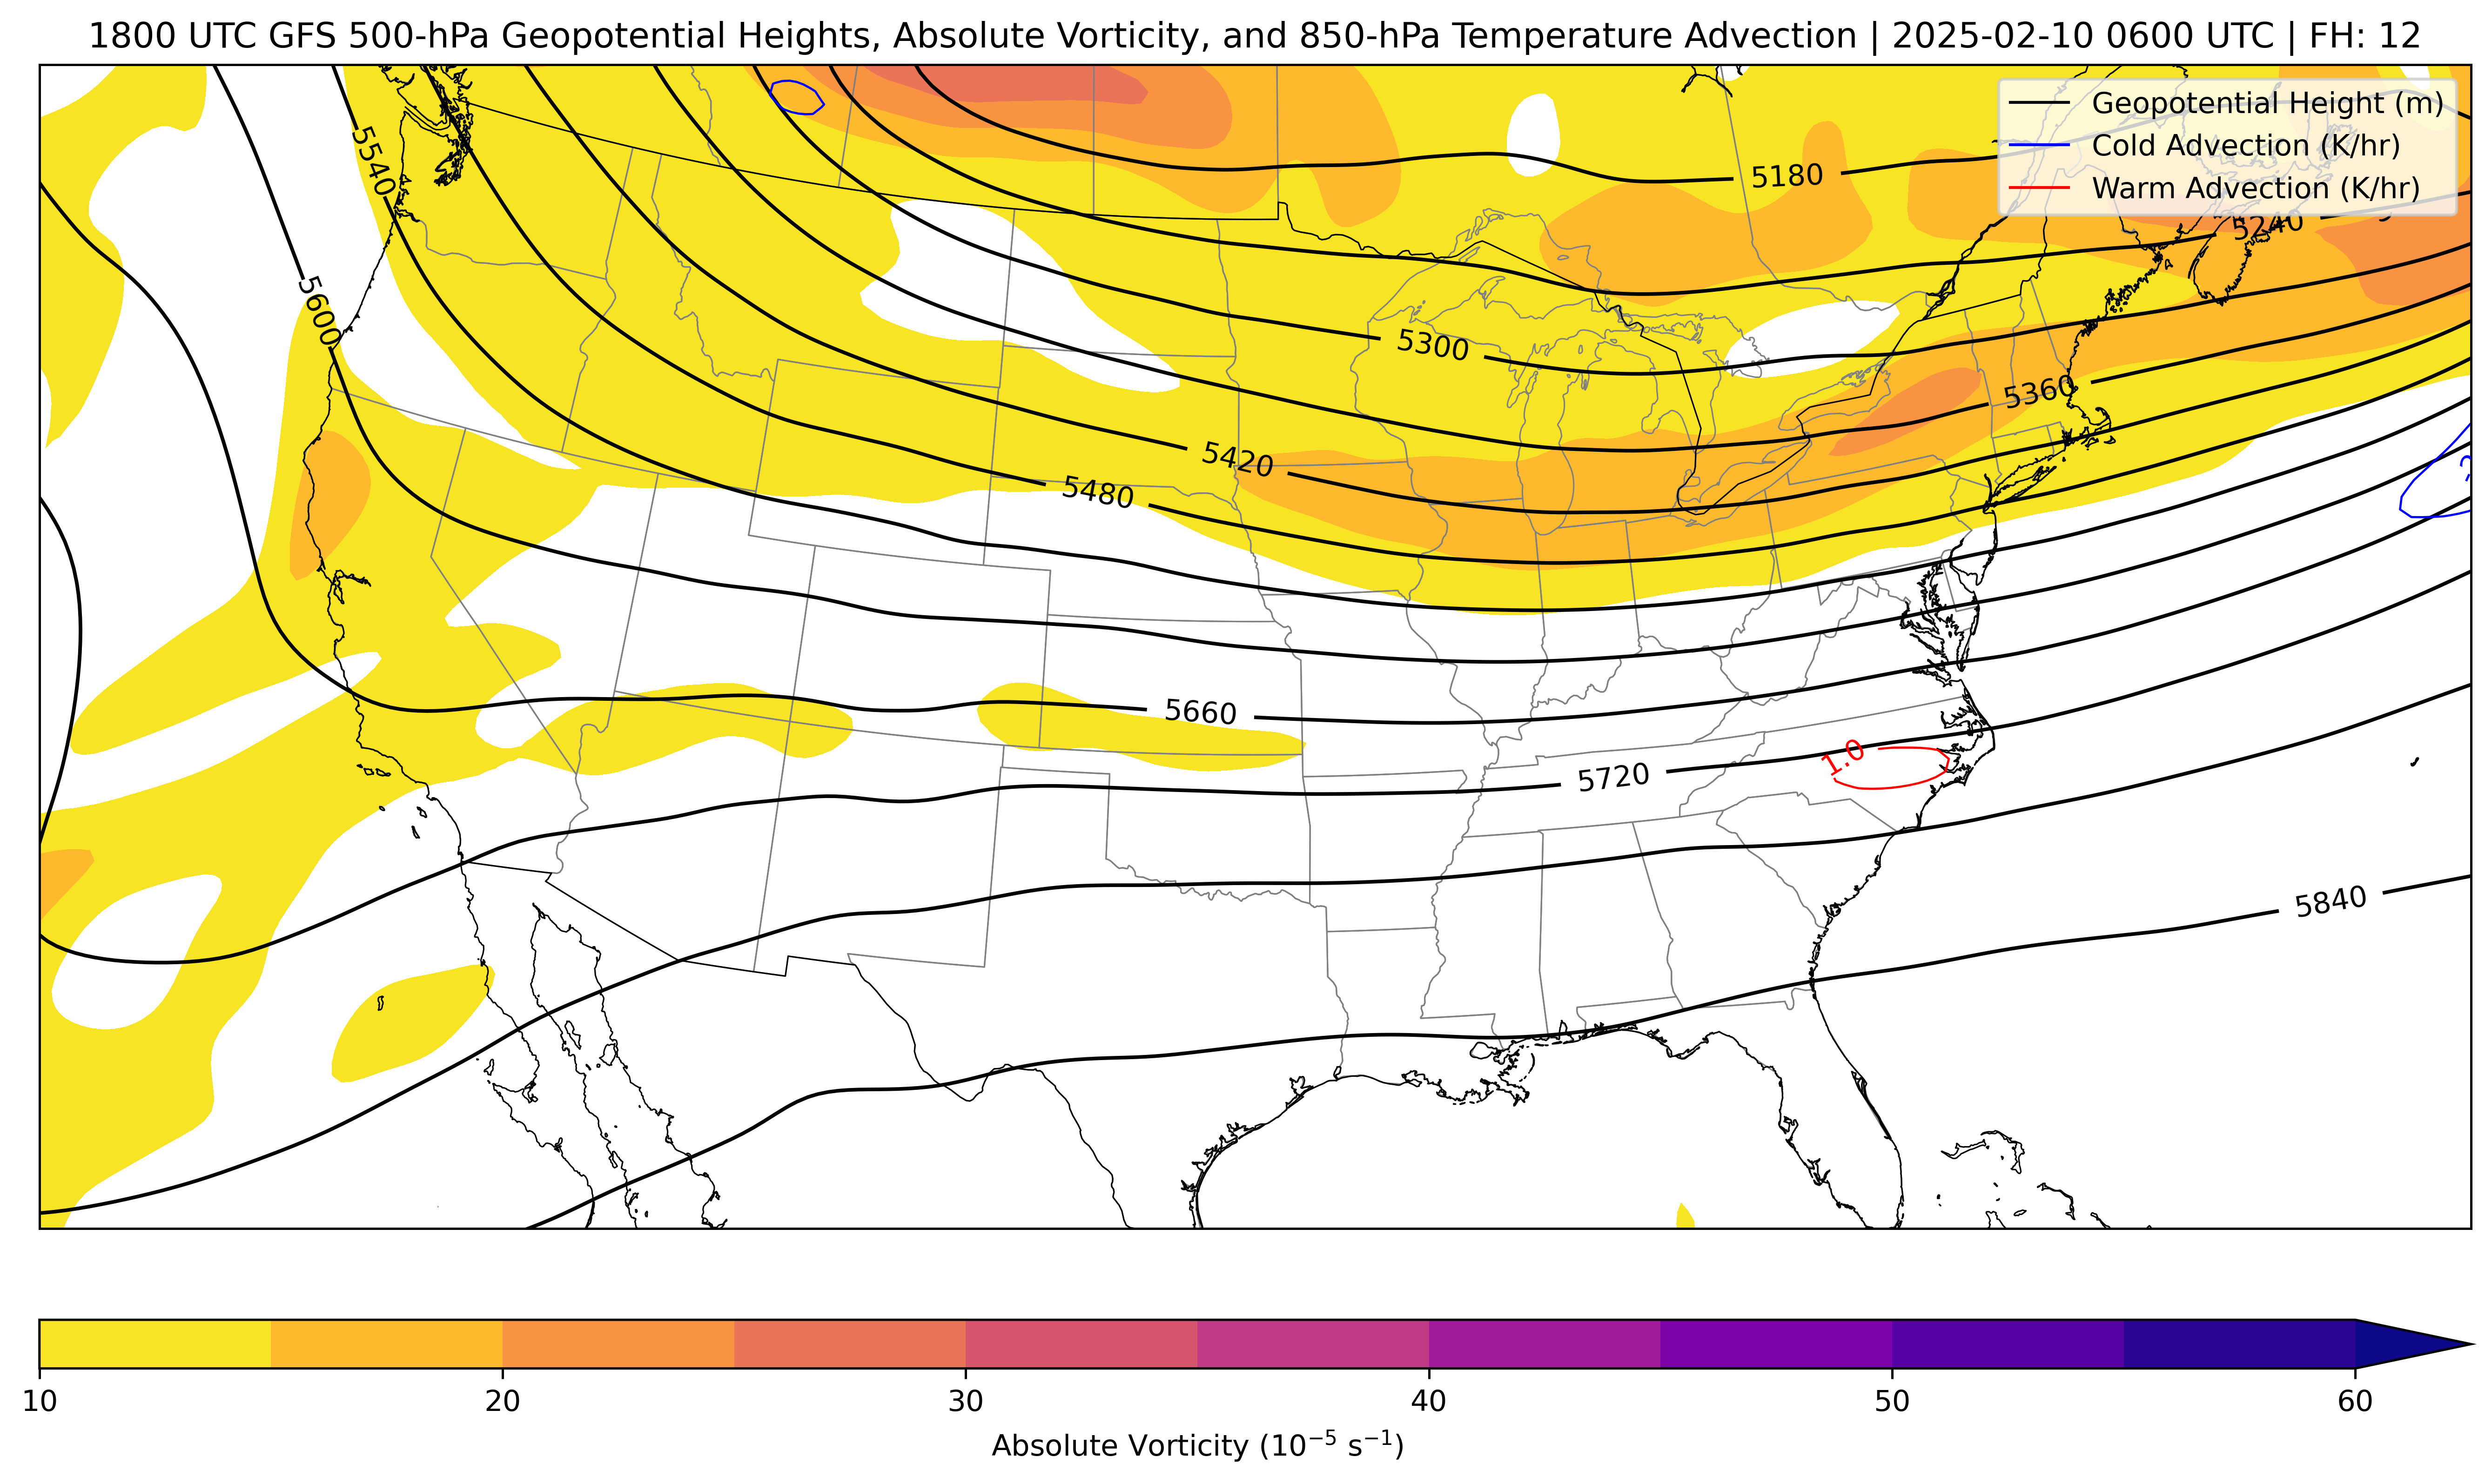 1800 UTC GFS 500-hPa Geopotential Heights, Absolute Vorticity, and 850-hPa Temperature Advection | 2025-02-10 0600 UTC | FH: 12
Geopotential Height (m)
Cold Advection (K/hr)
Warm Advection (K/hr)
5540
5180
5240
5600
5300
5360
5420
5480
5660
1.0
5720
5840
10 20 30 40 50 60
Absolute Vorticity (10⁻⁵ s⁻¹)